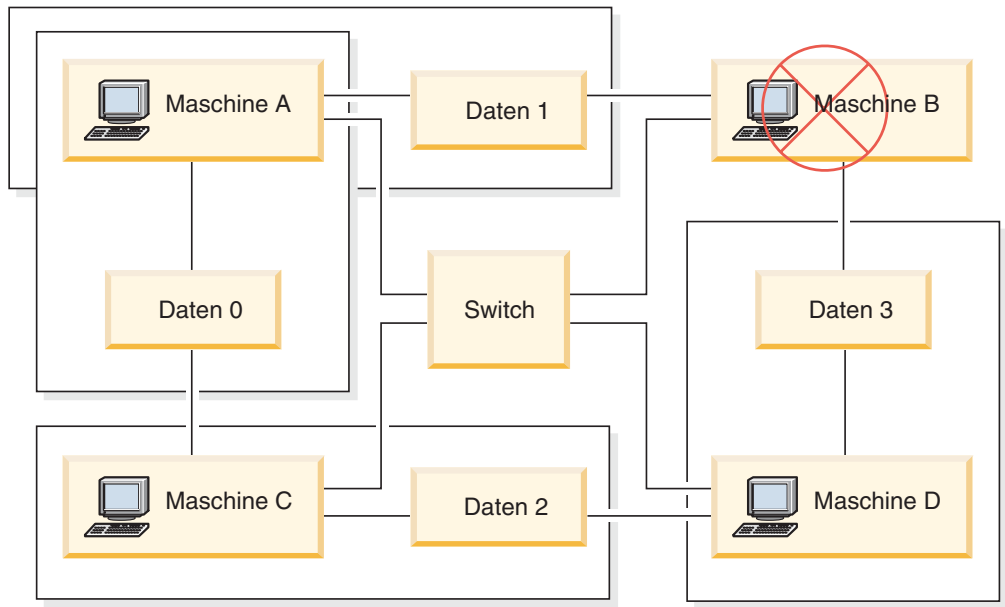 Maschine A
Daten 1
Maschine B
Daten 0
Switch
Daten 3
Maschine C
Daten 2
Maschine D